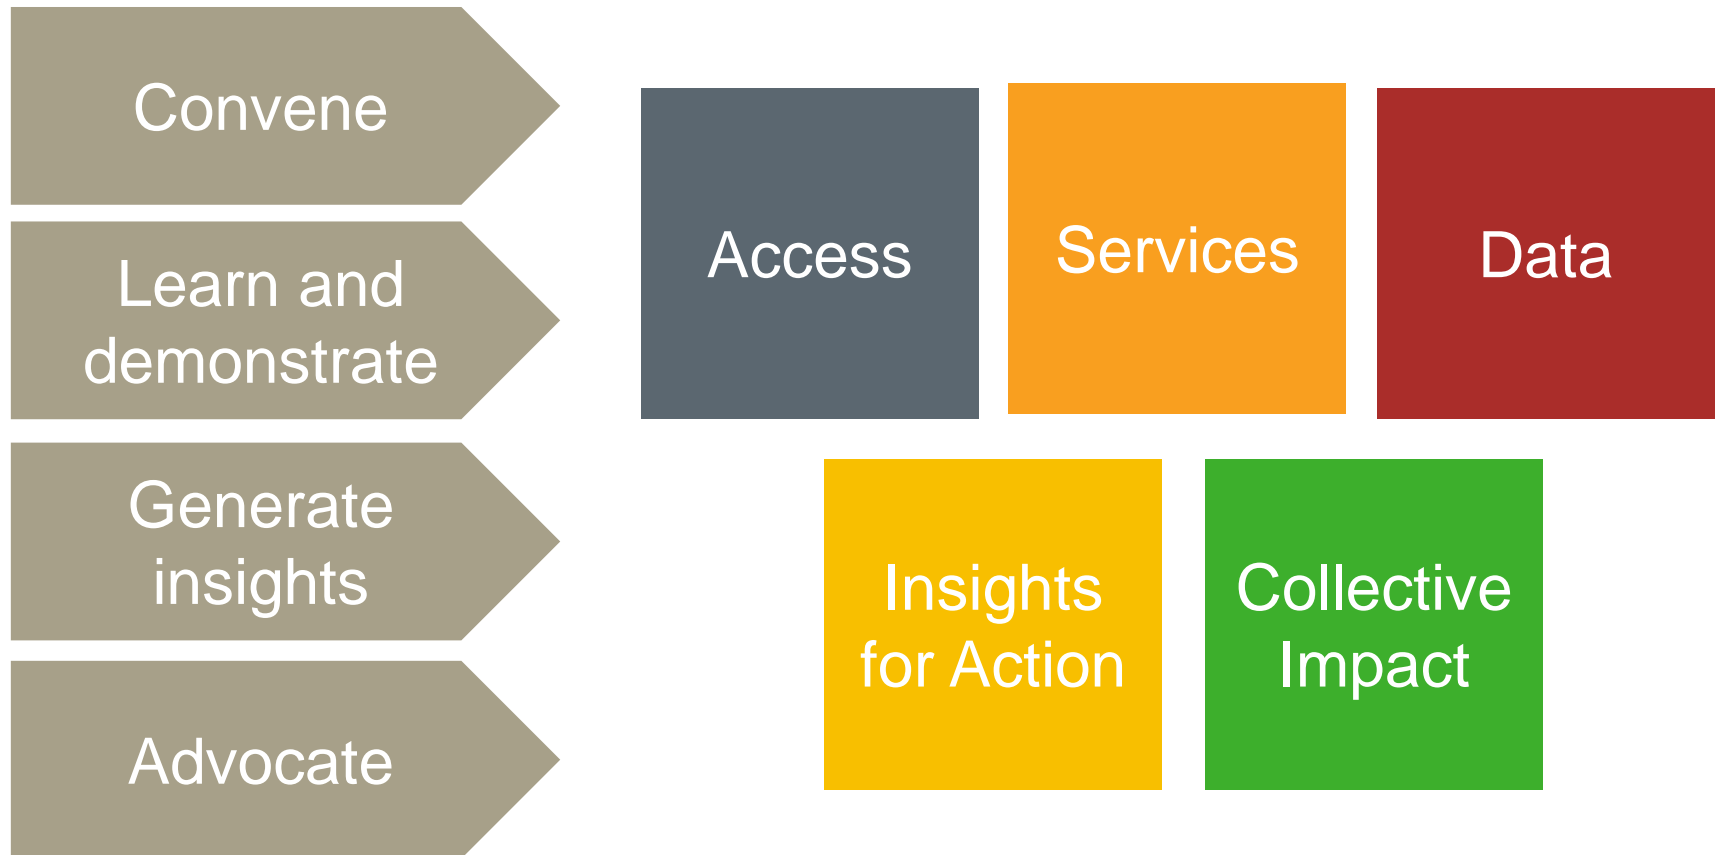 Convene
Learn and
demonstrate
Generate
insights
Advocate
Access
Services
Data
Insights
for Action
Collective
Impact